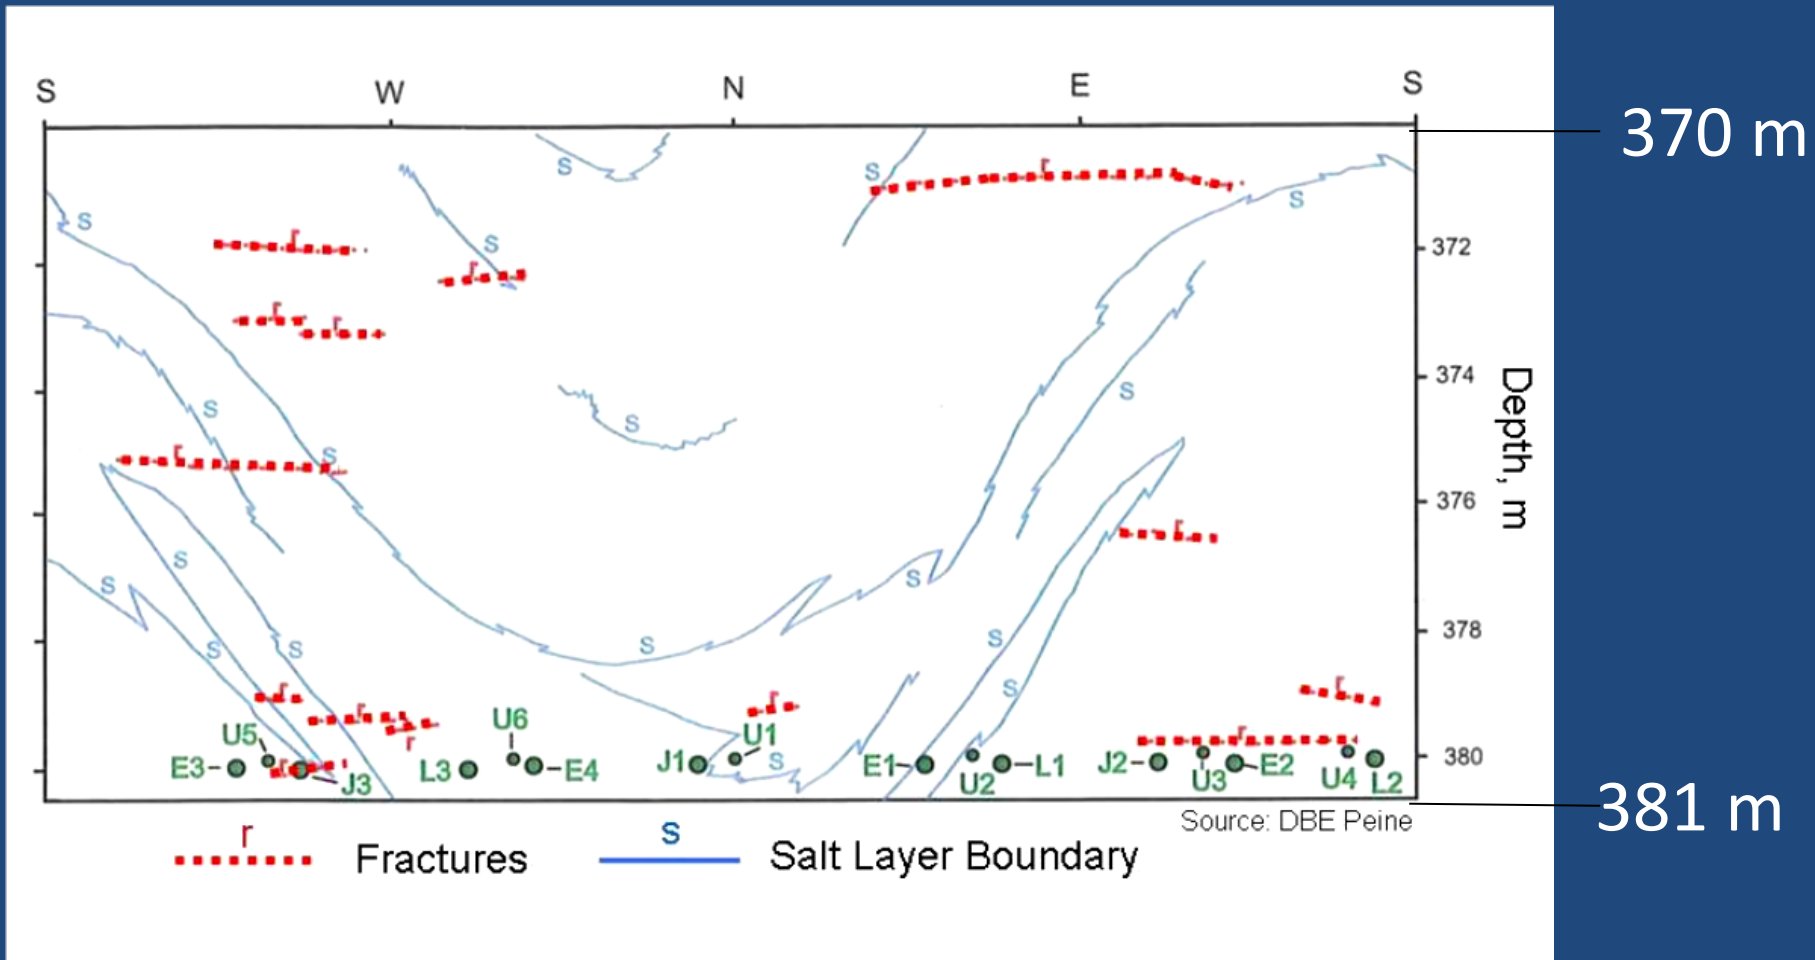 S W N E S
370 m
r
S S
S
S
r S
372
r
r r
374
Depth, m
S
S S
r S
376
r
S
S S
378
S S S S
S
r r
r r
380
U5 U6 U1
r
r
E3 J3 L3 E4 J1 S E1 U2 L1 J2 U3 E2 U4 L2
r
381 m
Source: DBE Peine
r Fractures
S Salt Layer Boundary